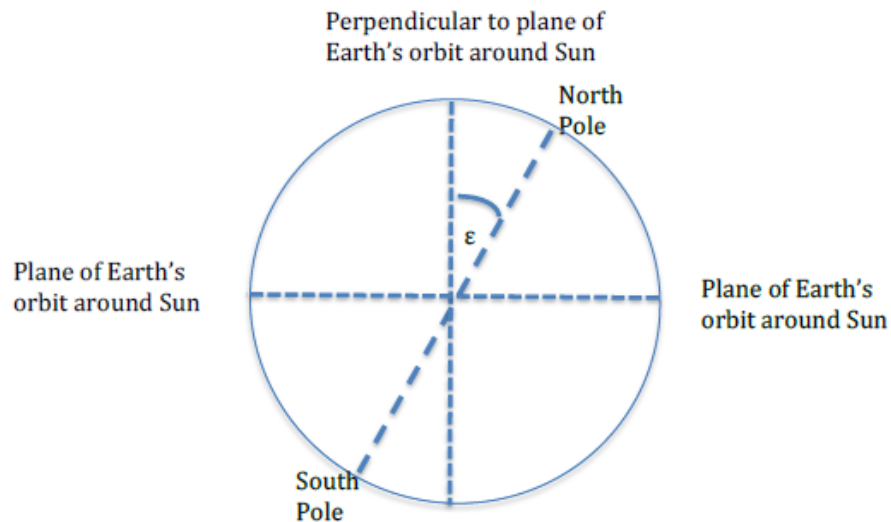 Perpendicular to plane of
Earth’s orbit around Sun
North
Pole
ε
Plane of Earth’s
orbit around Sun
Plane of Earth’s
orbit around Sun
South
Pole